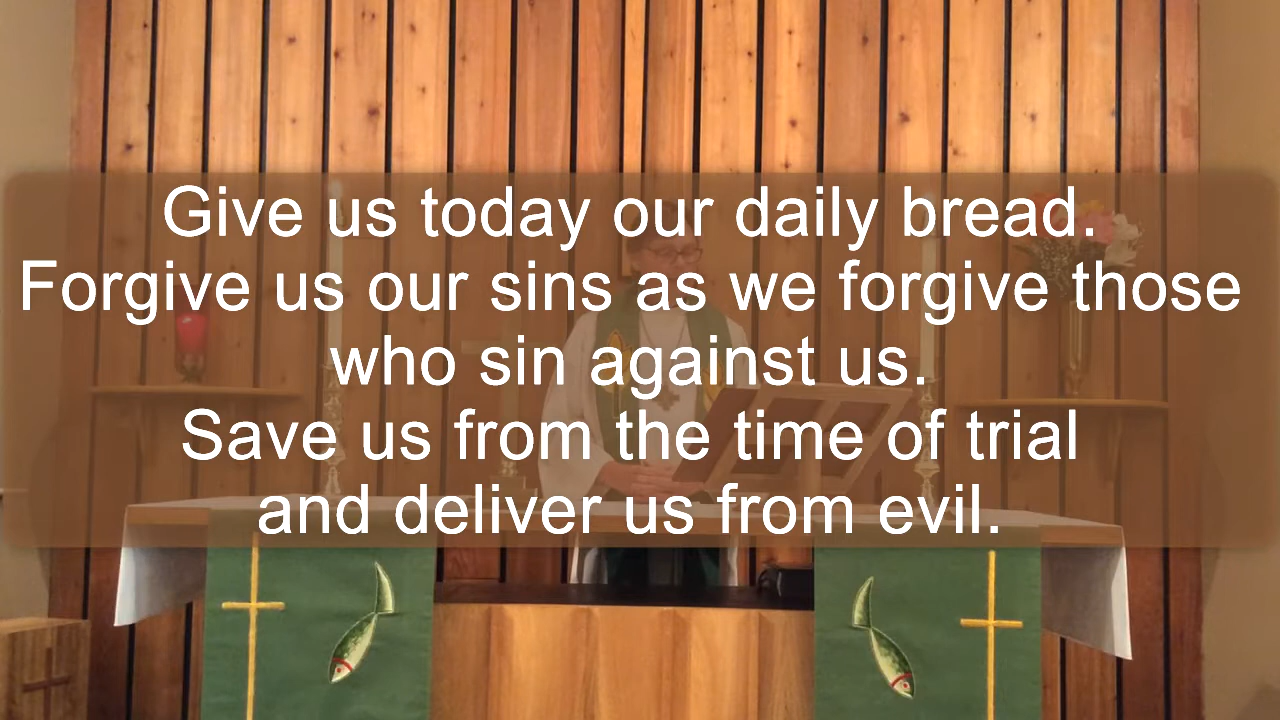 Give us today our daily bread.
Forgive us our sins as we forgive those
who sin against us.
Save us from the time of trial
and deliver us from evil.